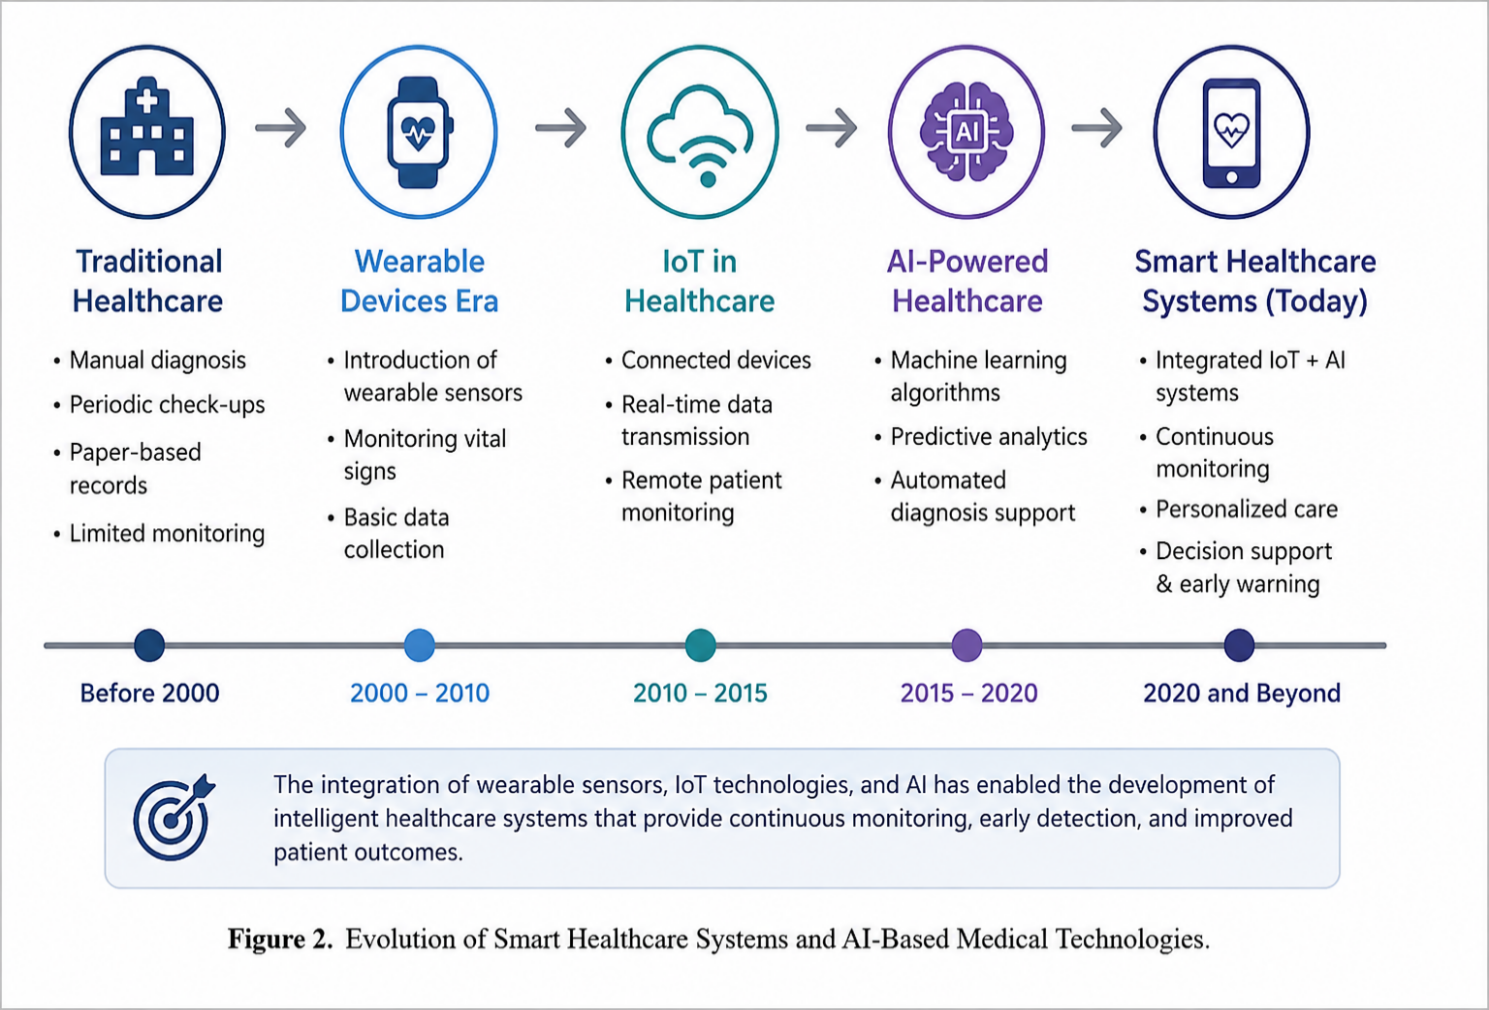 AI
Traditional
Healthcare
• Manual diagnosis
• Periodic check-ups
• Paper-based
records
• Limited monitoring
Wearable
Devices Era
• Introduction of
wearable sensors
• Monitoring vital
signs
• Basic data
collection
IoT in
Healthcare
• Connected devices
• Real-time data
transmission
• Remote patient
monitoring
AI-Powered
Healthcare
• Machine learning
algorithms
• Predictive analytics
• Automated
diagnosis support
Smart Healthcare
Systems (Today)
• Integrated IoT + AI
systems
• Continuous
monitoring
• Personalized care
• Decision support
& early warning
Before 2000
2000 – 2010
2010 – 2015
2015 – 2020
2020 and Beyond
The integration of wearable sensors, IoT technologies, and AI has enabled the development of
intelligent healthcare systems that provide continuous monitoring, early detection, and improved
patient outcomes.
Figure 2. Evolution of Smart Healthcare Systems and AI-Based Medical Technologies.